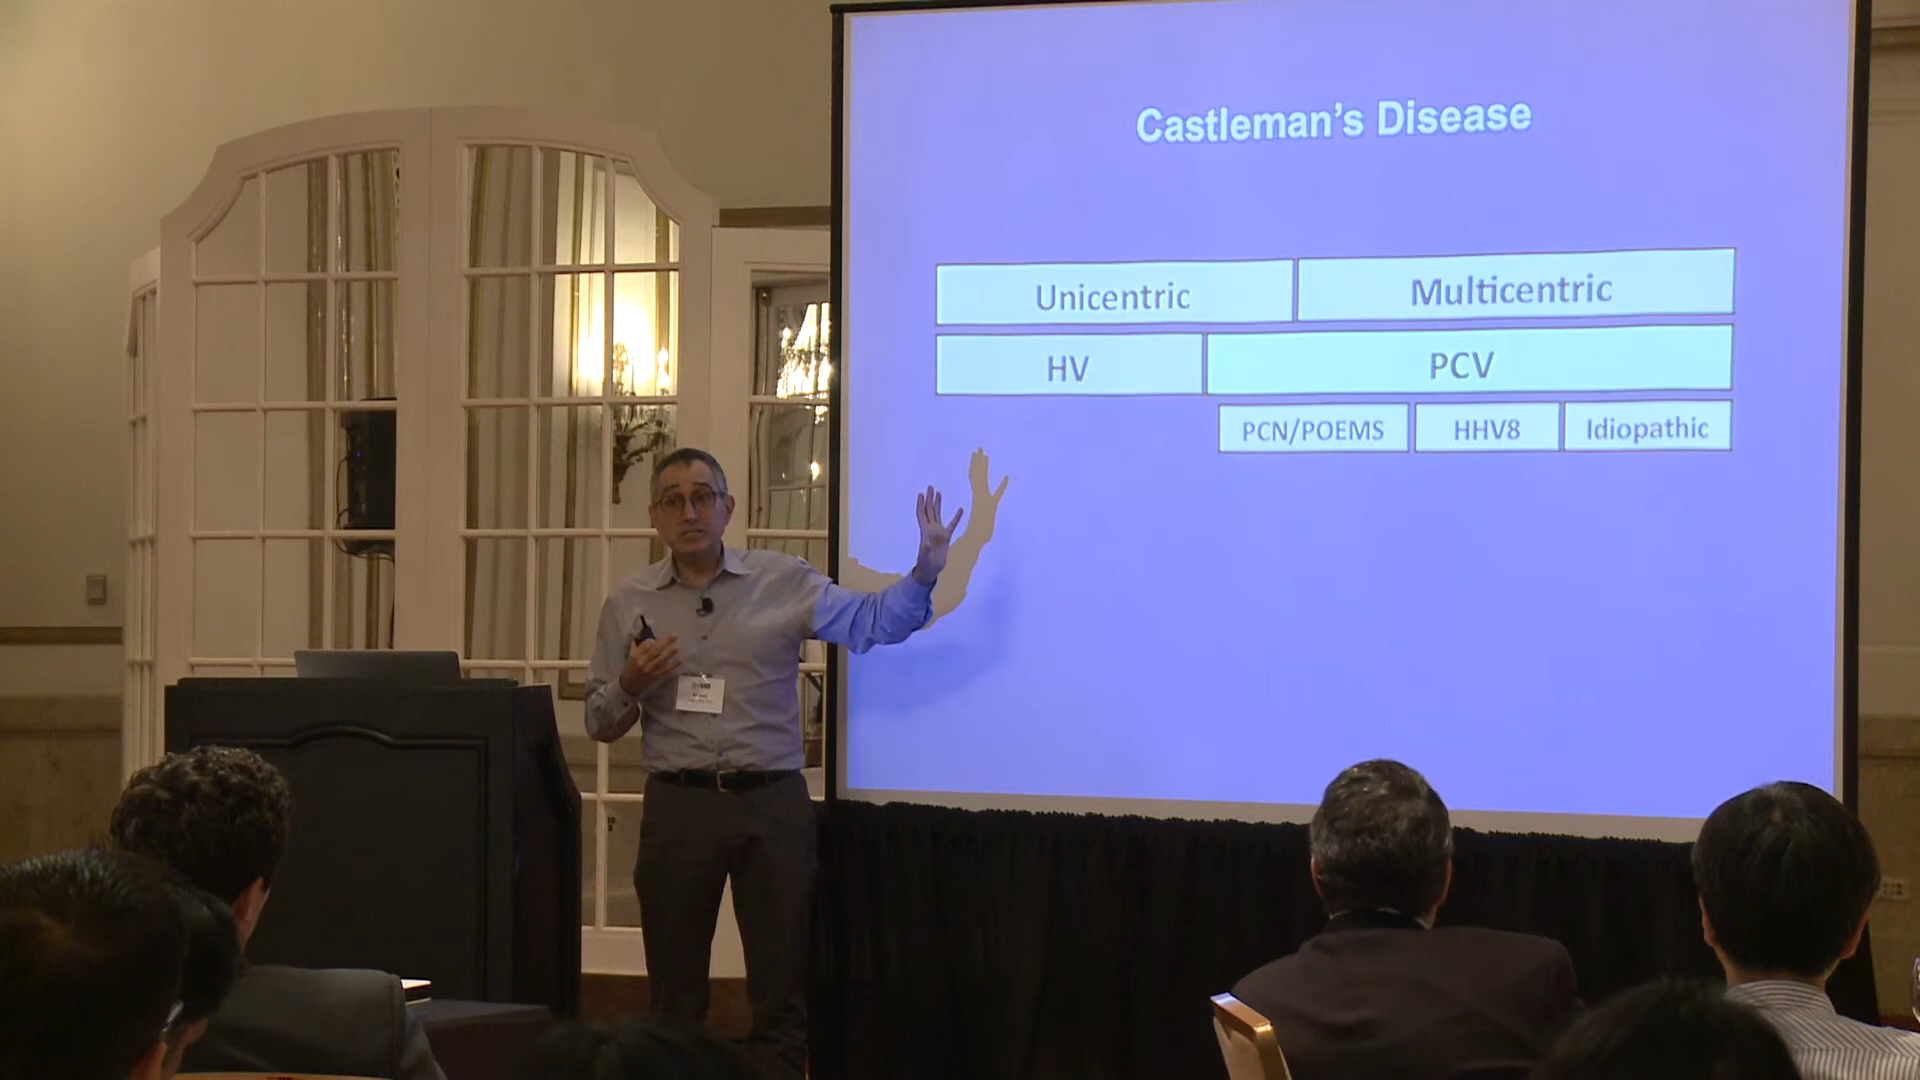 Castleman's Disease
Unicentric Multicentric
HV PCV
PCN/POEMS HHV8 Idiopathic